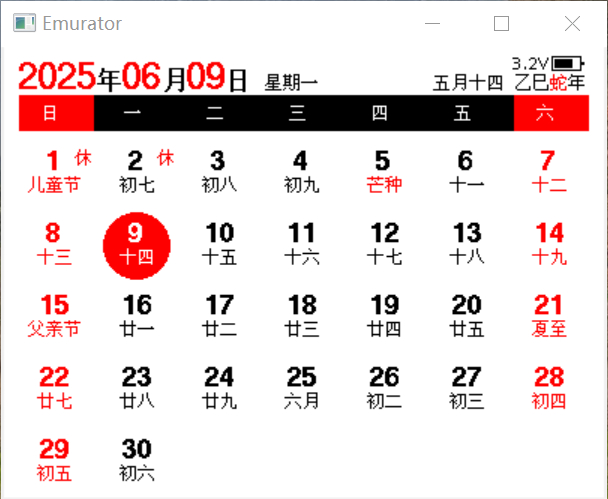 Emurator
3.2V
2025年06月09日 星期一 五月十四 乙巳蛇年
日 一 二 三 四 五 六
1 休 2 休 3 4 5 6 7
儿童节 初七 初八 初九 芒种 十一 十二
8 9 10 11 12 13 14
十三 十四 十五 十六 十七 十八 十九
15 16 17 18 19 20 21
父亲节 廿一 廿二 廿三 廿四 廿五 夏至
22 23 24 25 26 27 28
廿七 廿八 廿九 六月 初二 初三 初四
29 30
初五 初六